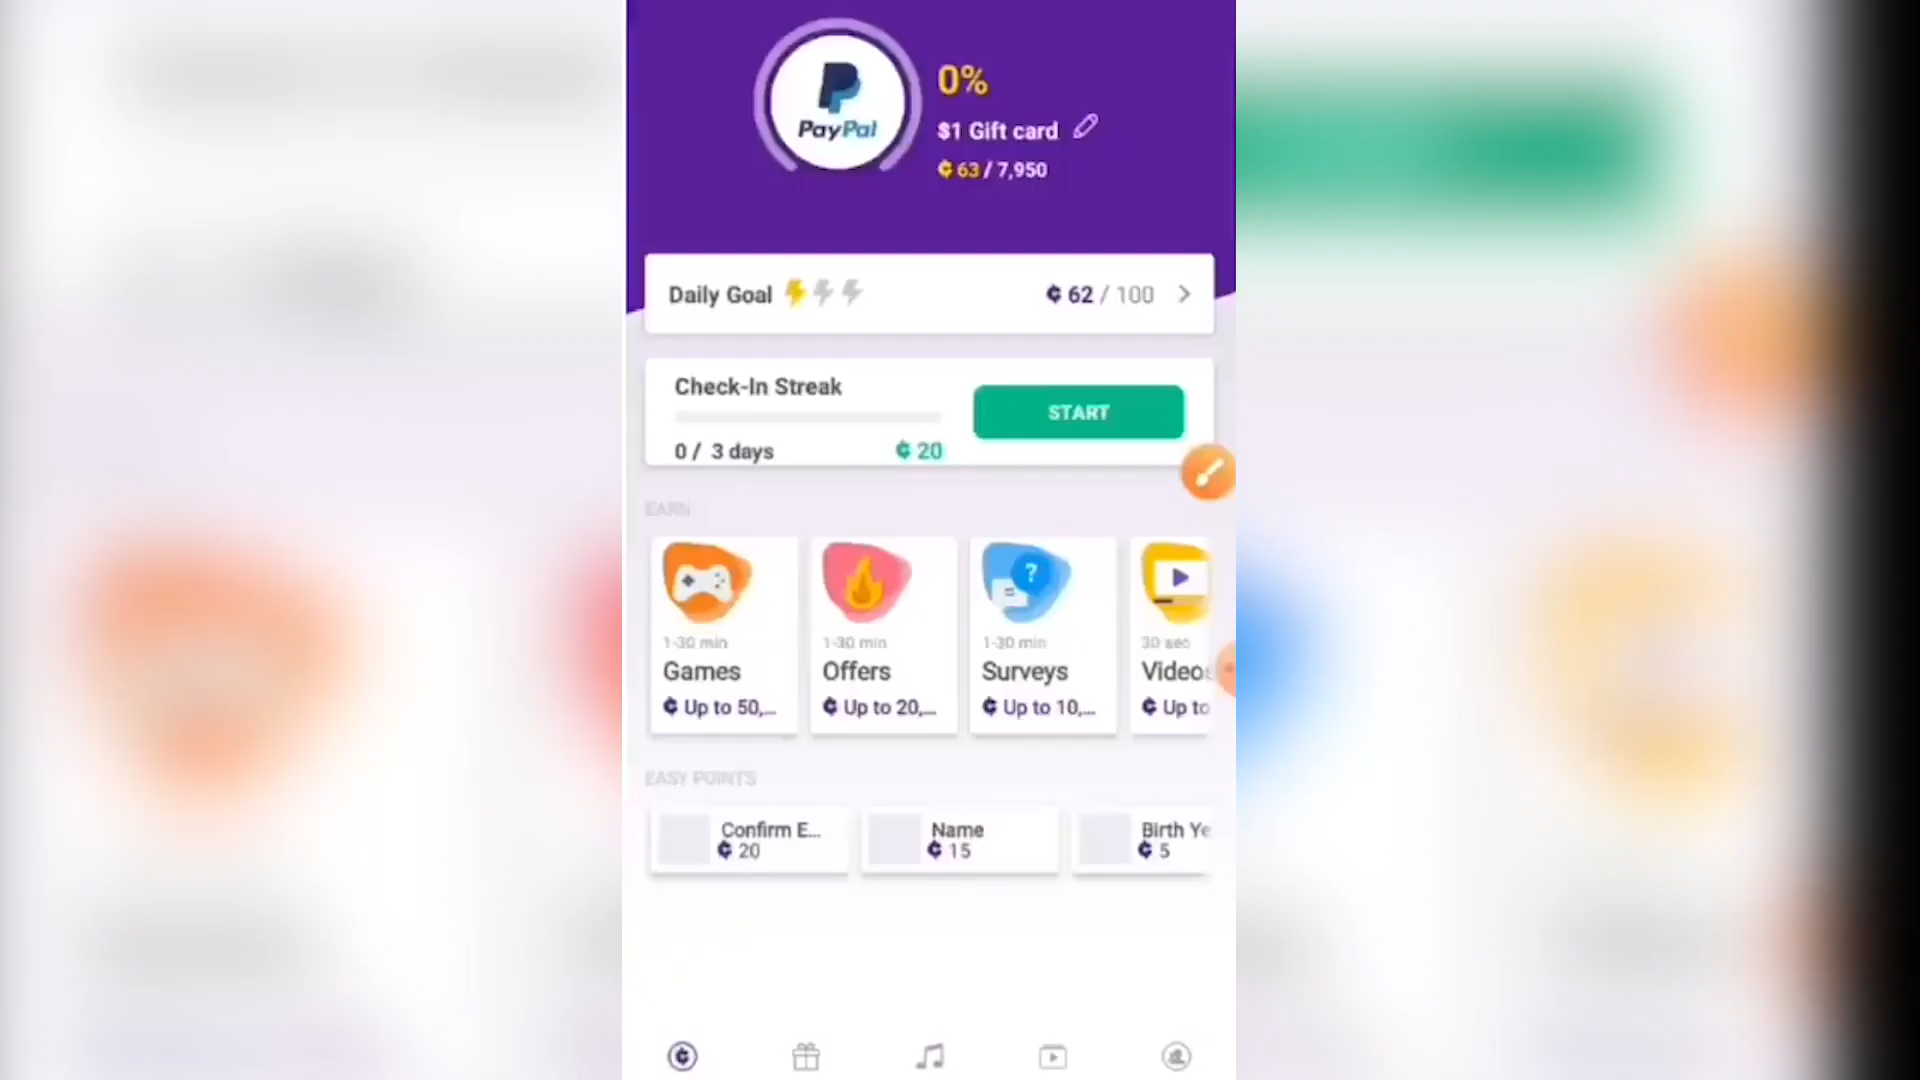 PayPal
0%
$1 Gift card
63 / 7,950
Daily Goal
62 / 100
Check-In Streak
START
0 / 3 days
20
EARN
1-30 min
Games
Up to 50,...
1-30 min
Offers
Up to 20,...
1-30 min
Surveys
Up to 10,...
30 sec
Videos
Up to
EASY POINTS
Confirm E...
20
Name
15
Birth Ye
5